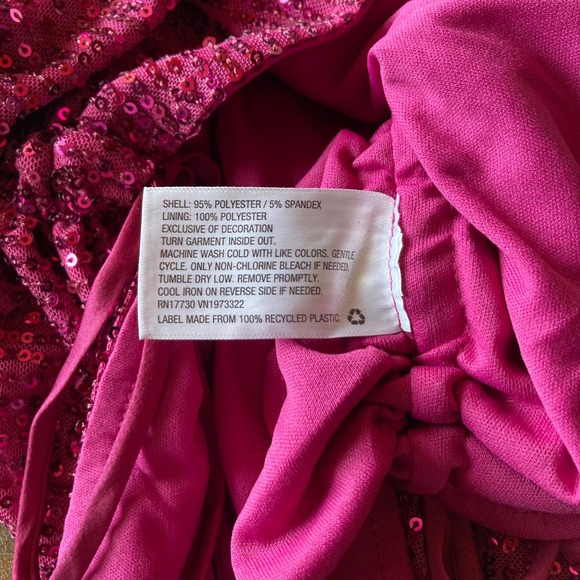 SHELL: 95% POLYESTER / 5% SPANDEX
LINING: 100% POLYESTER
EXCLUSIVE OF DECORATION
TURN GARMENT INSIDE OUT.
MACHINE WASH COLD WITH LIKE COLORS. GENTLE
CYCLE. ONLY NON-CHLORINE BLEACH IF NEEDED.
TUMBLE DRY LOW. REMOVE PROMPTLY.
COOL IRON ON REVERSE SIDE IF NEEDED.
RN17730 VN1973322
LABEL MADE FROM 100% RECYCLED PLASTIC